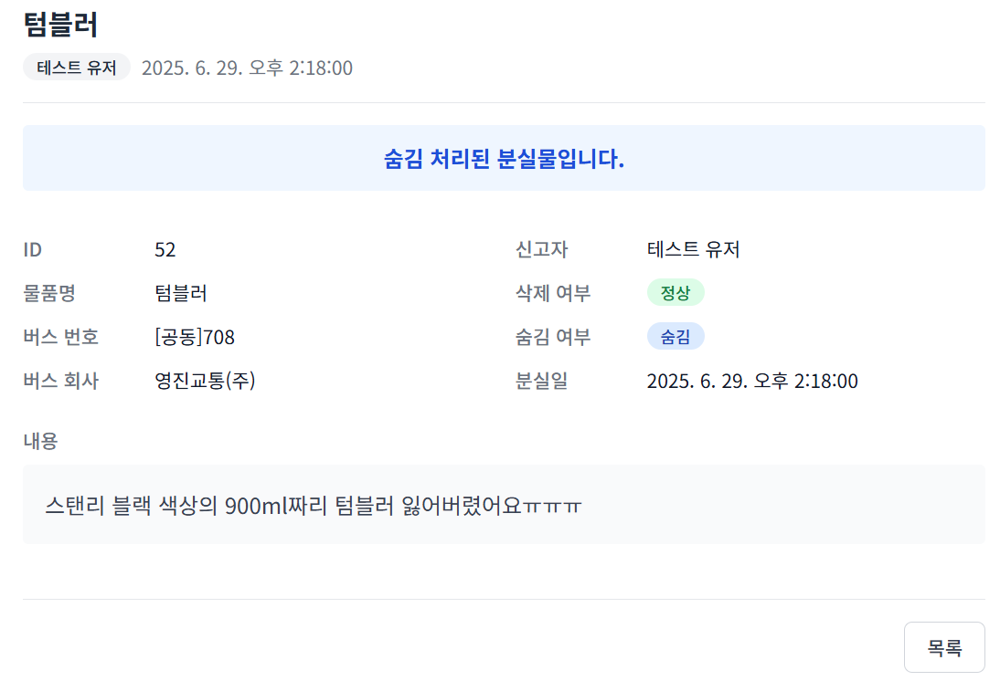 텀블러
테스트 유저 2025. 6. 29. 오후 2:18:00
숨김 처리된 분실물입니다.
ID 52 신고자 테스트 유저
물품명 텀블러 삭제 여부 정상
버스 번호 [공동]708 숨김 여부 숨김
버스 회사 영진교통(주) 분실일 2025. 6. 29. 오후 2:18:00
내용
스탠리 블랙 색상의 900ml짜리 텀블러 잃어버렸어요ㅠㅠㅠ
목록